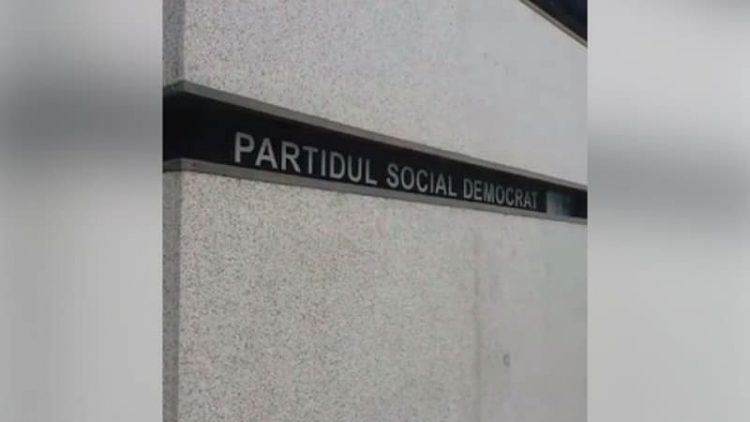 PARTIDUL SOCIAL DEMOCRAT